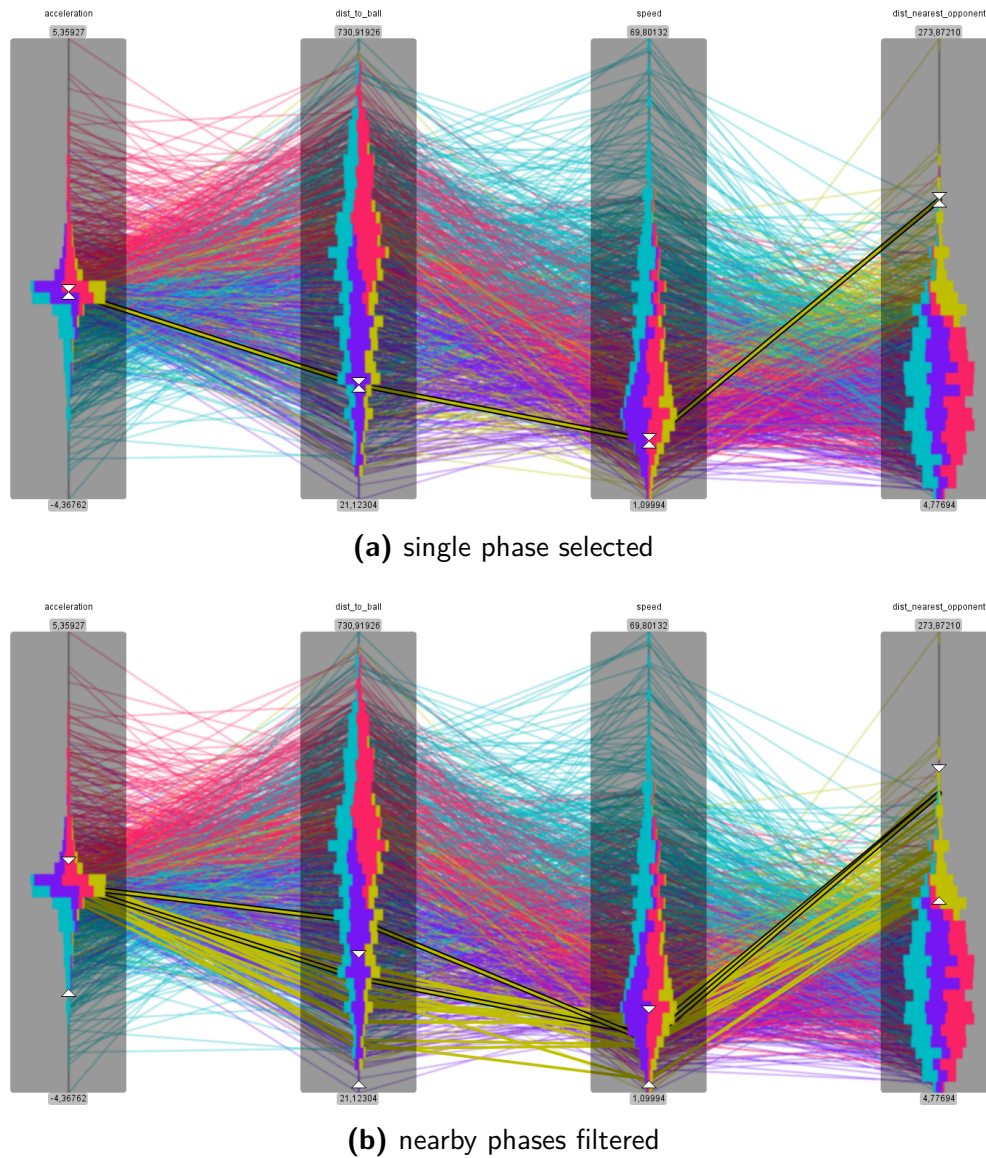 acceleration dist_to_ball speed dist_nearest_opponent
5,35927 730,91926 69,80132 273,87210
-4,36762 21,12304 1,09994 4,77694
(a) single phase selected
acceleration dist_to_ball speed dist_nearest_opponent
5,35927 730,91926 69,80132 273,87210
-4,36762 21,12304 1,09994 4,77694
(b) nearby phases filtered